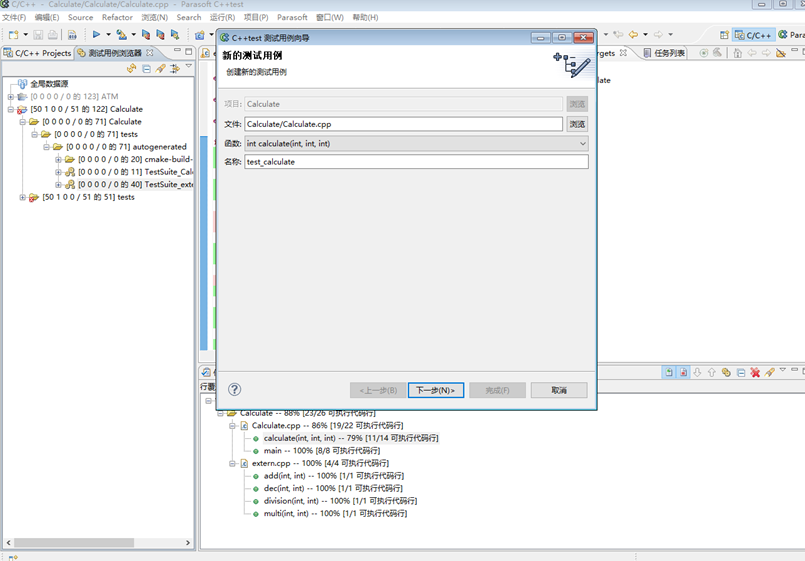 C/C++ - Calculate/Calculate.cpp - Parasoft C++test
文件(F) 编辑(E) Source Refactor 浏览(N) Search 运行(R) 项目(P) Parasoft 窗口(W) 帮助(H)
C/C++ Projects 测试用例浏览器
C/C++
Para
全局数据源
[0 0 0 0 / 0 的 123] ATM
[50 1 0 0 / 51 的 122] Calculate
[0 0 0 0 / 0 的 71] Calculate
[0 0 0 0 / 0 的 71] tests
[0 0 0 0 / 0 的 71] autogenerated
[0 0 0 0 / 0 的 20] cmake-build-
[0 0 0 0 / 0 的 11] TestSuite_Cal
[0 0 0 0 / 0 的 40] TestSuite_exte
[50 1 0 0 / 51 的 51] tests
C++test 测试用例向导
新的测试用例
创建新的测试用例
项目: Calculate 浏览
文件: Calculate/Calculate.cpp 浏览
函数: int calculate(int, int, int)
名称: test_calculate
<上一步(B) 下一步(N)> 完成(F) 取消
rgets 任务列表
late
行覆
Calculate -- 88% [23/26 可执行代码行]
Calculate.cpp -- 86% [19/22 可执行代码行]
calculate(int, int, int) -- 79% [11/14 可执行代码行]
main -- 100% [8/8 可执行代码行]
extern.cpp -- 100% [4/4 可执行代码行]
add(int, int) -- 100% [1/1 可执行代码行]
dec(int, int) -- 100% [1/1 可执行代码行]
division(int, int) -- 100% [1/1 可执行代码行]
multi(int, int) -- 100% [1/1 可执行代码行]